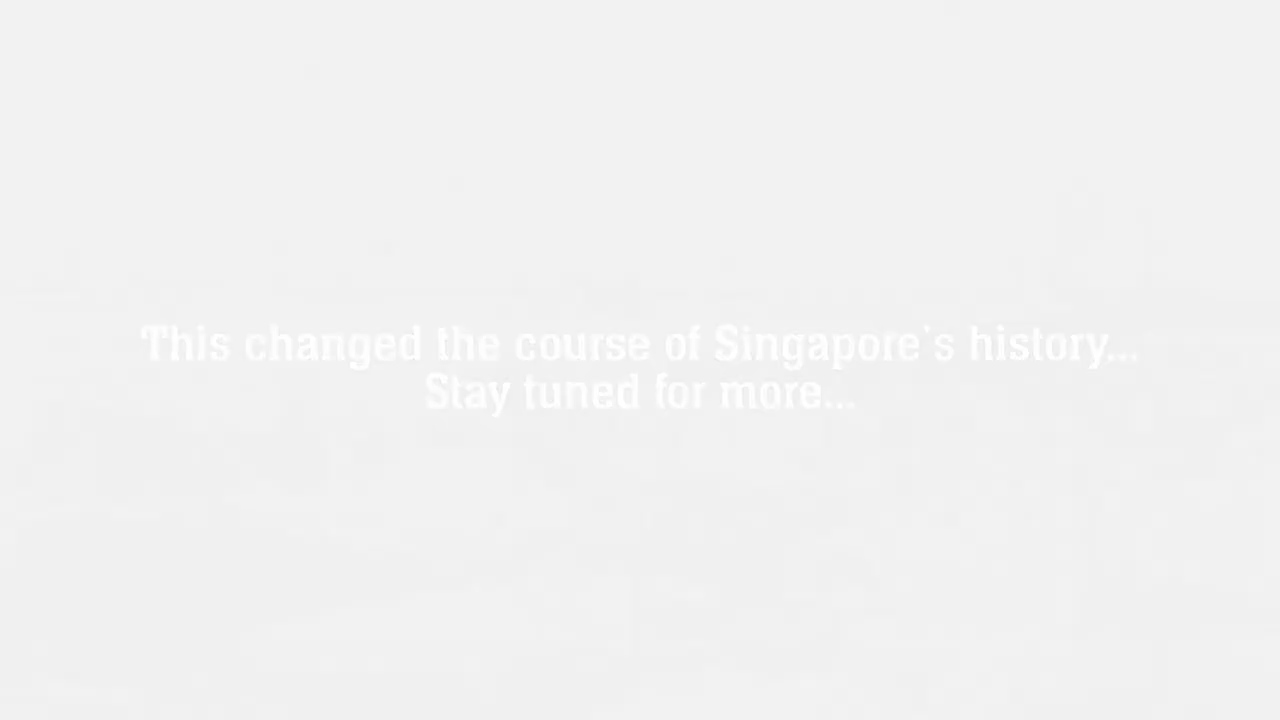 This changed the course of Singapore's history...
Stay tuned for more...